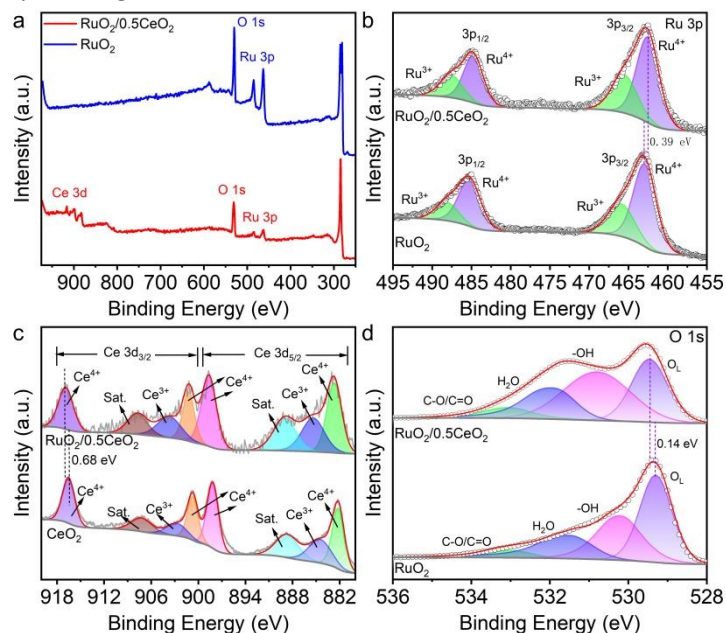 a
RuO₂/0.5CeO₂
RuO₂
O 1s
Ru 3p
Ce 3d
O 1s
Ru 3p
Intensity (a.u.)
900 800 700 600 500 400 300
Binding Energy (eV)
b
Ru 3p
3p₁/₂
3p₃/₂
Ru³⁺
Ru⁴⁺
Ru³⁺
Ru⁴⁺
RuO₂/0.5CeO₂
0.39 eV
3p₁/₂
3p₃/₂
Ru³⁺
Ru⁴⁺
Ru³⁺
Ru⁴⁺
RuO₂
Intensity (a.u.)
495 490 485 480 475 470 465 460 455
Binding Energy (eV)
c
Ce 3d₃/₂
Ce 3d₅/₂
Ce⁴⁺
Sat.
Ce³⁺
Ce⁴⁺
Sat.
Ce³⁺
Ce⁴⁺
RuO₂/0.5CeO₂
0.68 eV
Ce⁴⁺
Sat.
Ce³⁺
Ce⁴⁺
Sat.
Ce³⁺
Ce⁴⁺
CeO₂
Intensity (a.u.)
918 912 906 900 894 888 882
Binding Energy (eV)
d
O 1s
C-O/C=O
H₂O
-OH
O_L
RuO₂/0.5CeO₂
0.14 eV
C-O/C=O
H₂O
-OH
O_L
RuO₂
Intensity (a.u.)
536 534 532 530 528
Binding Energy (eV)